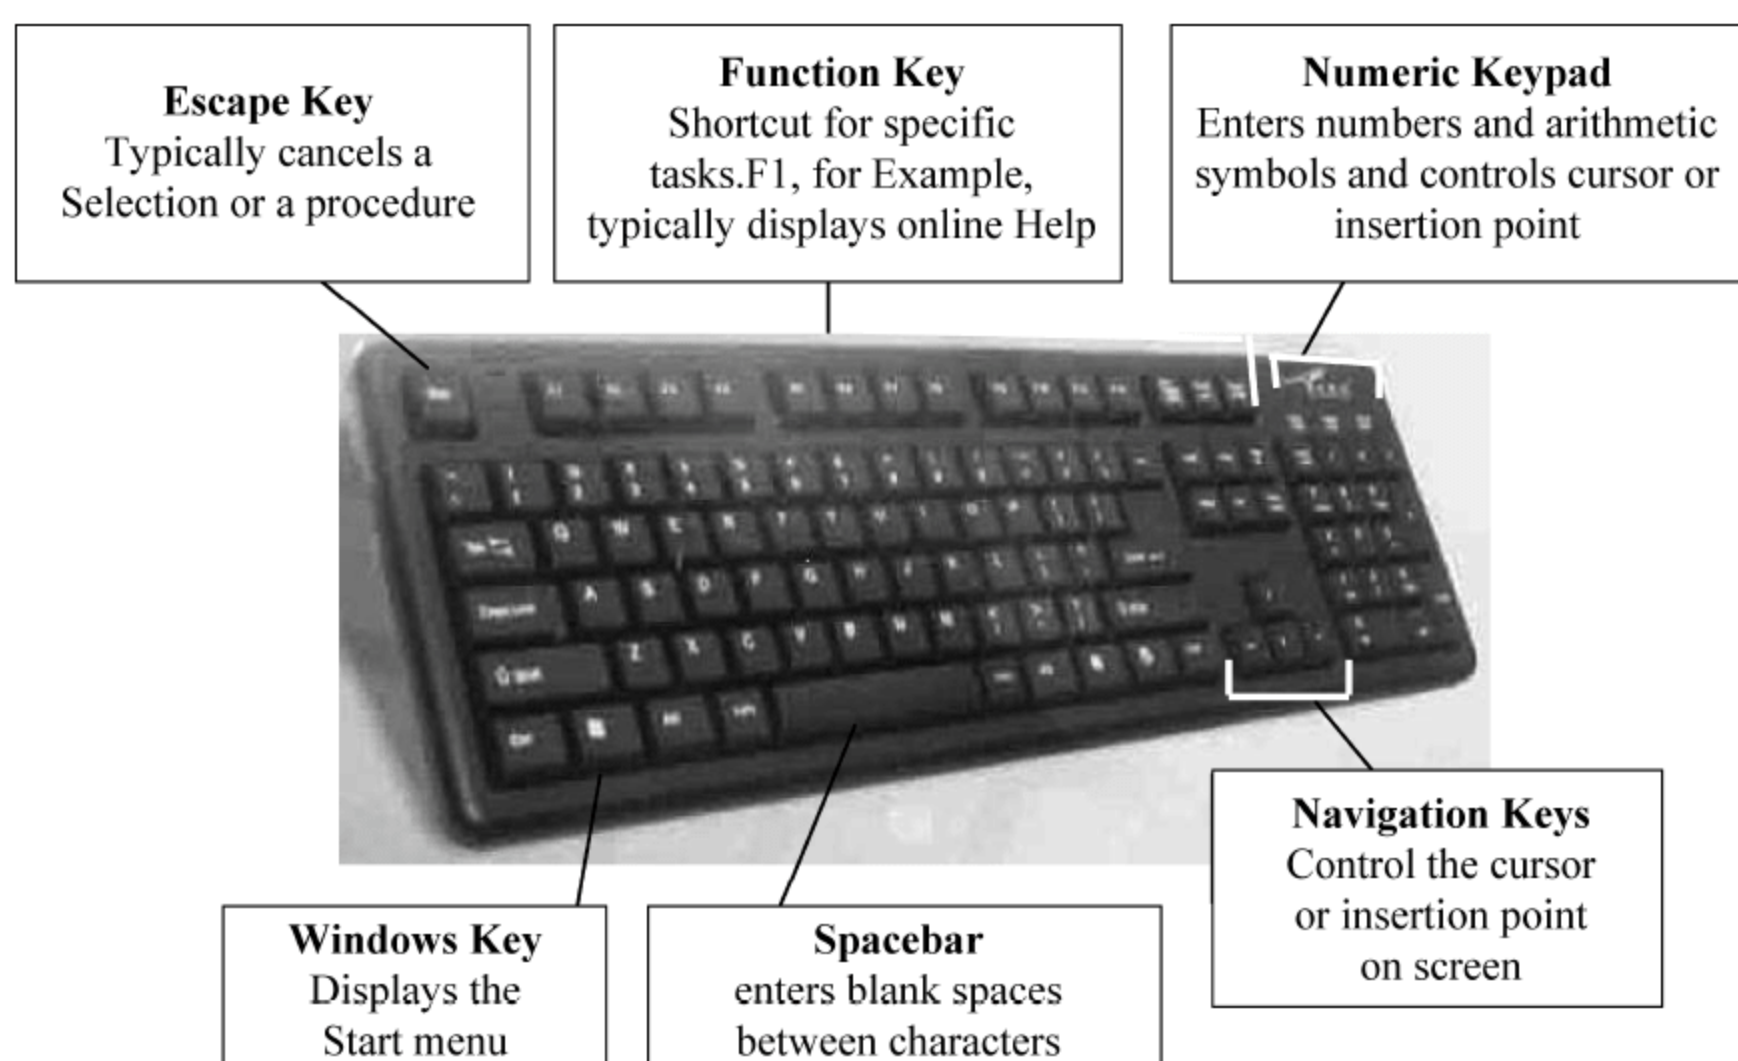 Escape Key
Typically cancels a
Selection or a procedure
Function Key
Shortcut for specific
tasks.F1, for Example,
typically displays online Help
Numeric Keypad
Enters numbers and arithmetic
symbols and controls cursor or
insertion point
Q W E R T Y U I O P
A S D F G H J K L
Z X C V B N M
Navigation Keys
Control the cursor
or insertion point
on screen
Windows Key
Displays the
Start menu
Spacebar
enters blank spaces
between characters